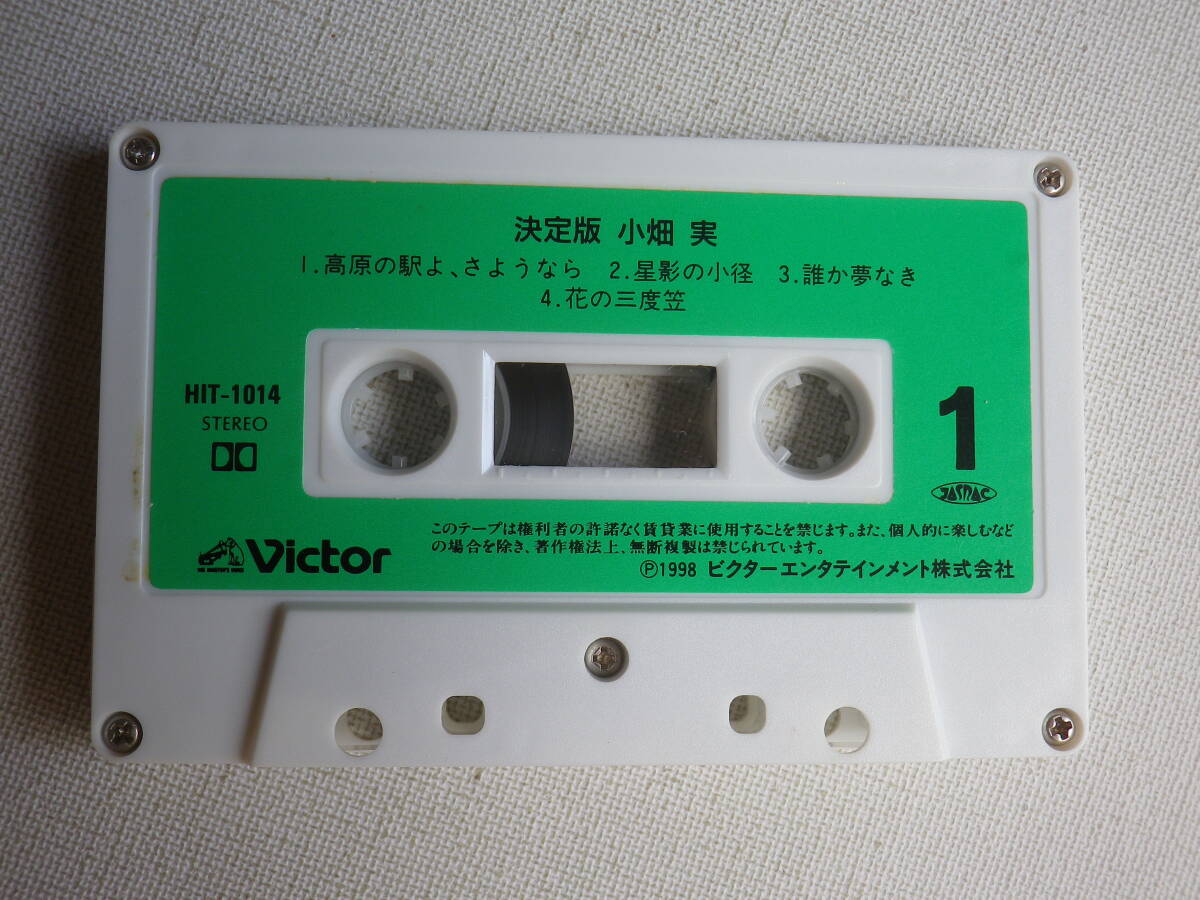 決定版 小畑 実
1.高原の駅よ、さようなら 2.星影の小径 3.誰か夢なき
4.花の三度笠
HIT-1014
STEREO
1
JASRAC
このテープは権利者の許諾なく賃貸業に使用することを禁じます。また、個人的に楽しむなど
の場合を除き、著作権法上、無断複製は禁じられています。
HIS MASTER'S VOICE
Victor
Ⓟ1998 ビクターエンタテインメント株式会社